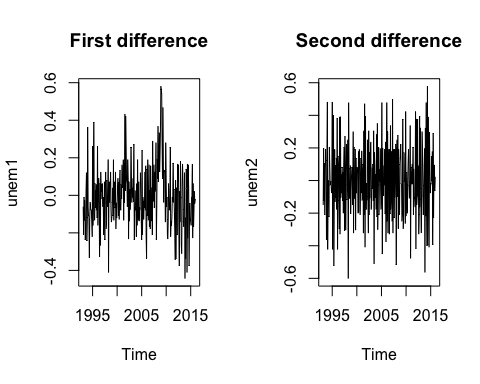 First difference
unem1
0.6
0.4
0.2
0.0
-0.4
1995 2005 2015
Time
Second difference
unem2
0.6
0.2
-0.2
-0.6
1995 2005 2015
Time